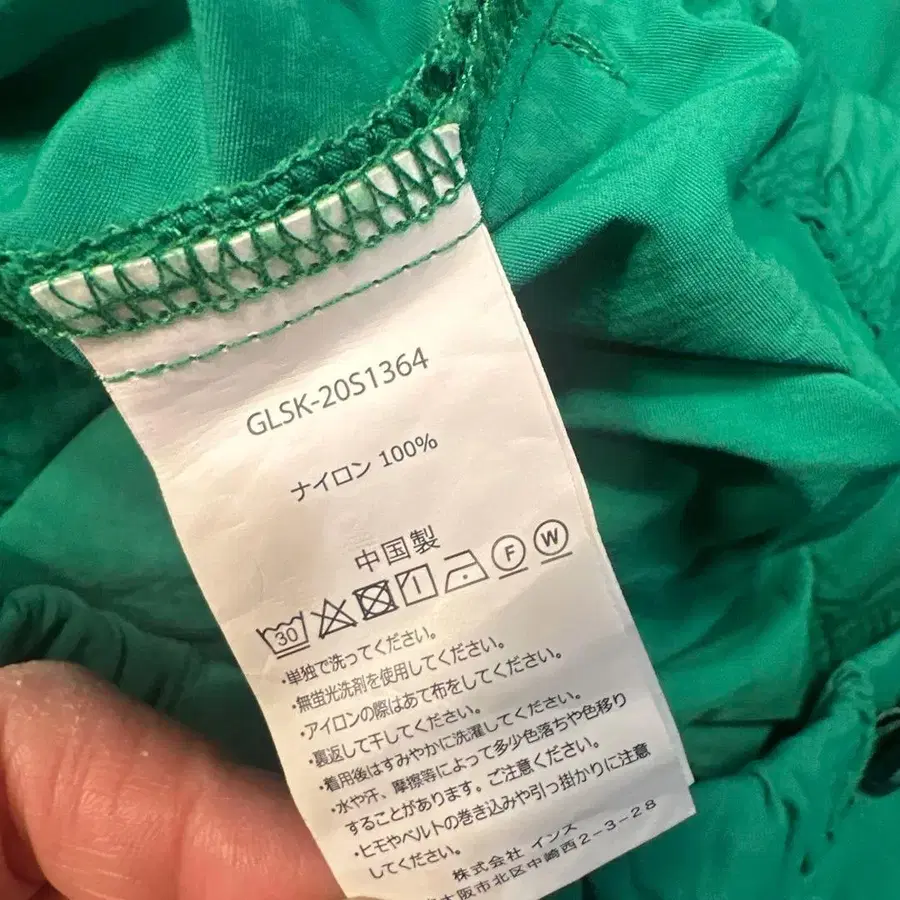 GLSK-20S1364
ナイロン 100%
中国製
30 F W
・単独で洗ってください。
・無蛍光洗剤を使用してください。
・アイロンの際はあて布をしてください。
・裏返して干してください。
・着用後はすみやかに洗濯してください。
・水や汗、摩擦等によって多少色落ちや色移り
することがあります。ご注意ください。
・ヒモやベルトの巻き込みや引っ掛かりに注意
してください。
株式会社 インス
大阪市北区中崎西2-3-28